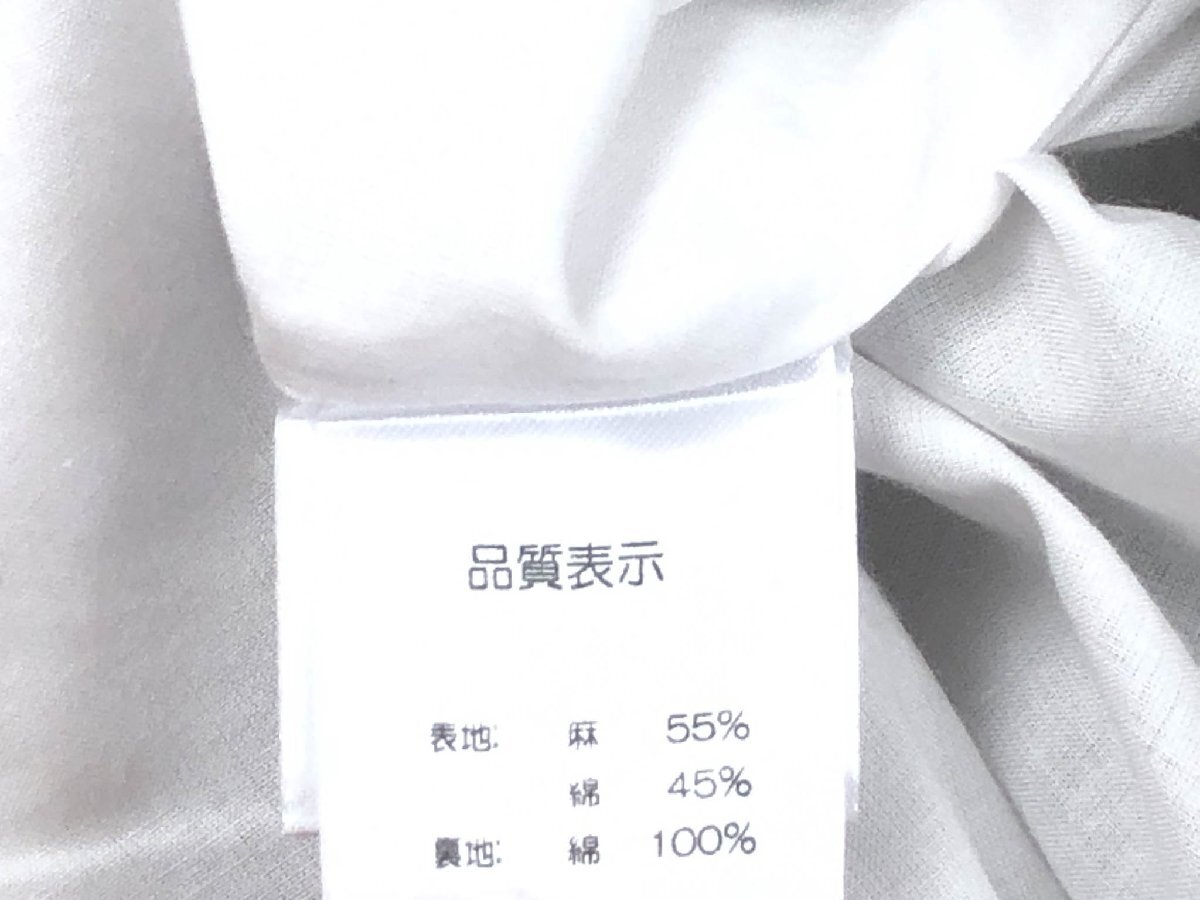 品質表示
表地: 麻 55%
綿 45%
裏地: 綿 100%